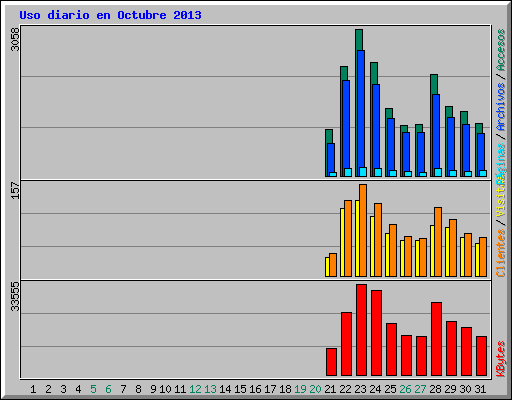 Uso diario en Octubre 2013
3058
157
33555
Páginas / Archivos / Accesos
Clientes / Visitas
KBytes
1 2 3 4 5 6 7 8 9 10 11 12 13 14 15 16 17 18 19 20 21 22 23 24 25 26 27 28 29 30 31